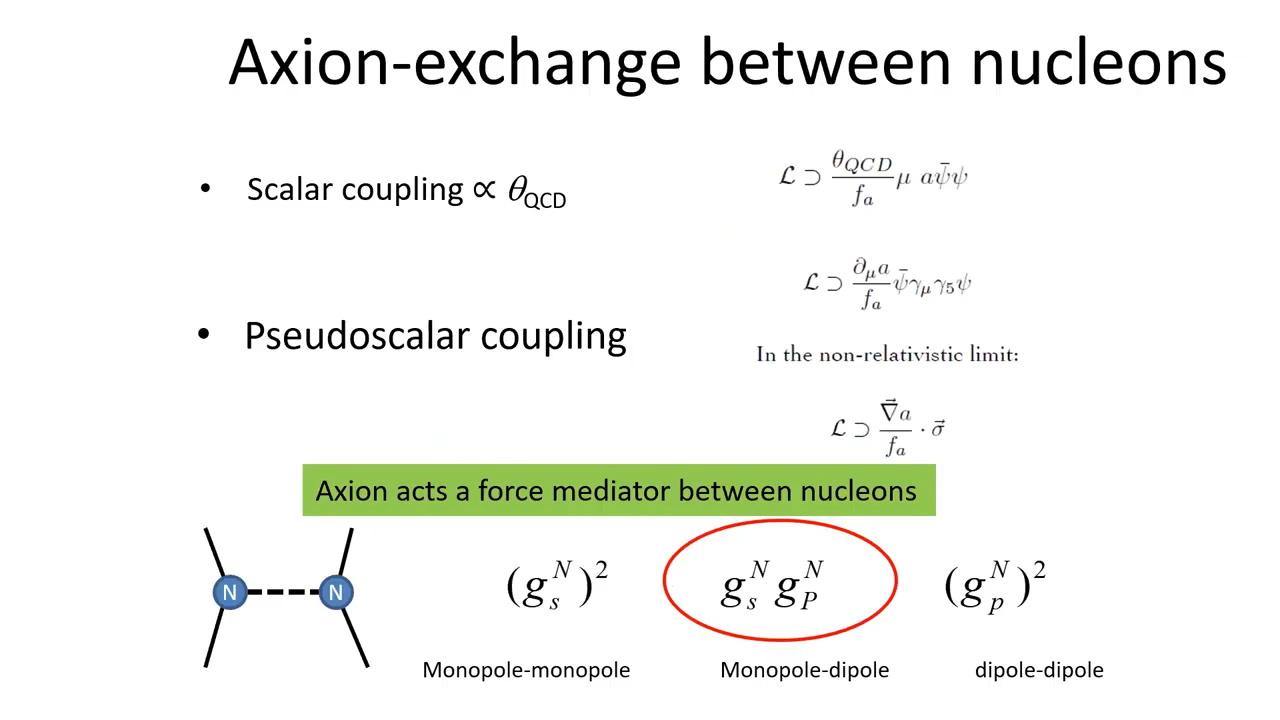 Axion-exchange between nucleons
• Scalar coupling ∝ θ_QCD
ℒ ⊃ θ_QCD/f_a μ a ψ̄ψ
ℒ ⊃ ∂_μ a/f_a ψ̄γ_μγ_5ψ
• Pseudoscalar coupling
In the non-relativistic limit:
ℒ ⊃ ∇⃗a/f_a · σ⃗
Axion acts a force mediator between nucleons
N N (g_s^N)^2 g_s^N g_P^N (g_p^N)^2
Monopole-monopole Monopole-dipole dipole-dipole